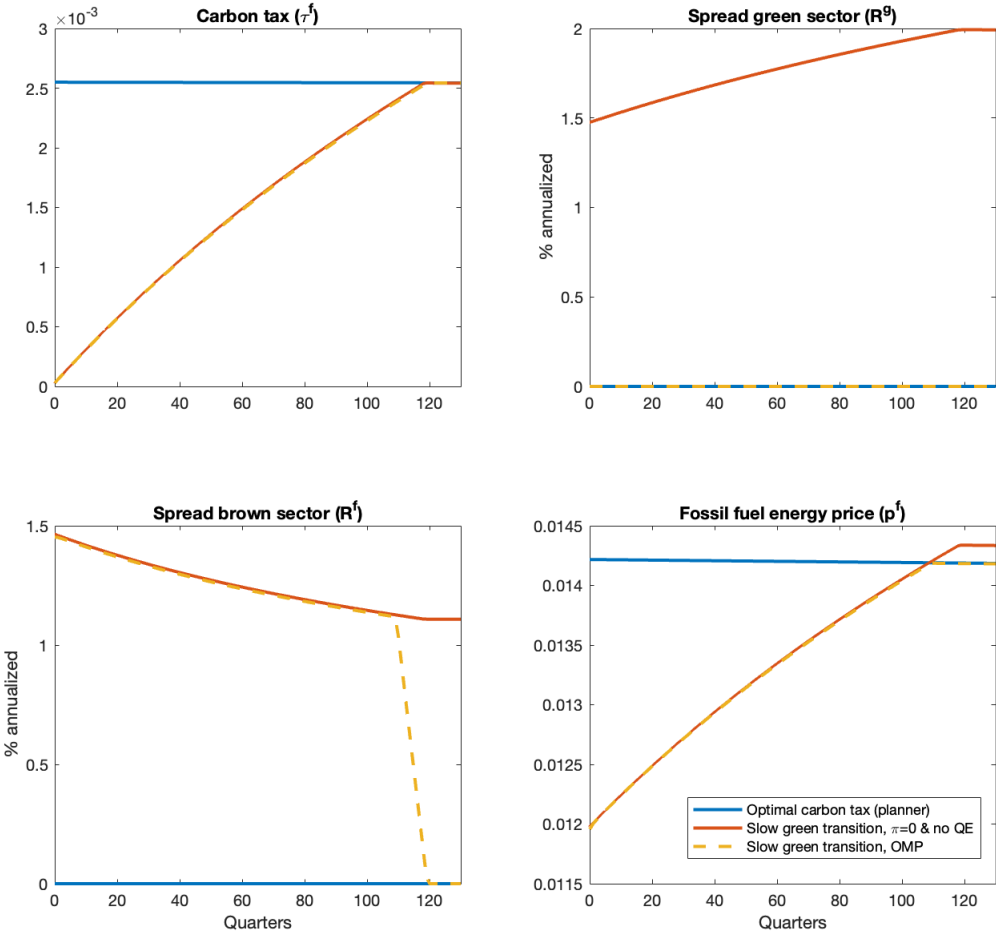 Carbon tax (τᶠ)
×10⁻³
3
2.5
2
1.5
1
0.5
0
0 20 40 60 80 100 120
Spread green sector (Rᵍ)
% annualized
2
1.5
1
0.5
0
0 20 40 60 80 100 120
Spread brown sector (Rᶠ)
% annualized
1.5
1
0.5
0
0 20 40 60 80 100 120
Quarters
Fossil fuel energy price (pᶠ)
0.0145
0.014
0.0135
0.013
0.0125
0.012
0.0115
Optimal carbon tax (planner)
Slow green transition, π=0 & no QE
Slow green transition, OMP
0 20 40 60 80 100 120
Quarters